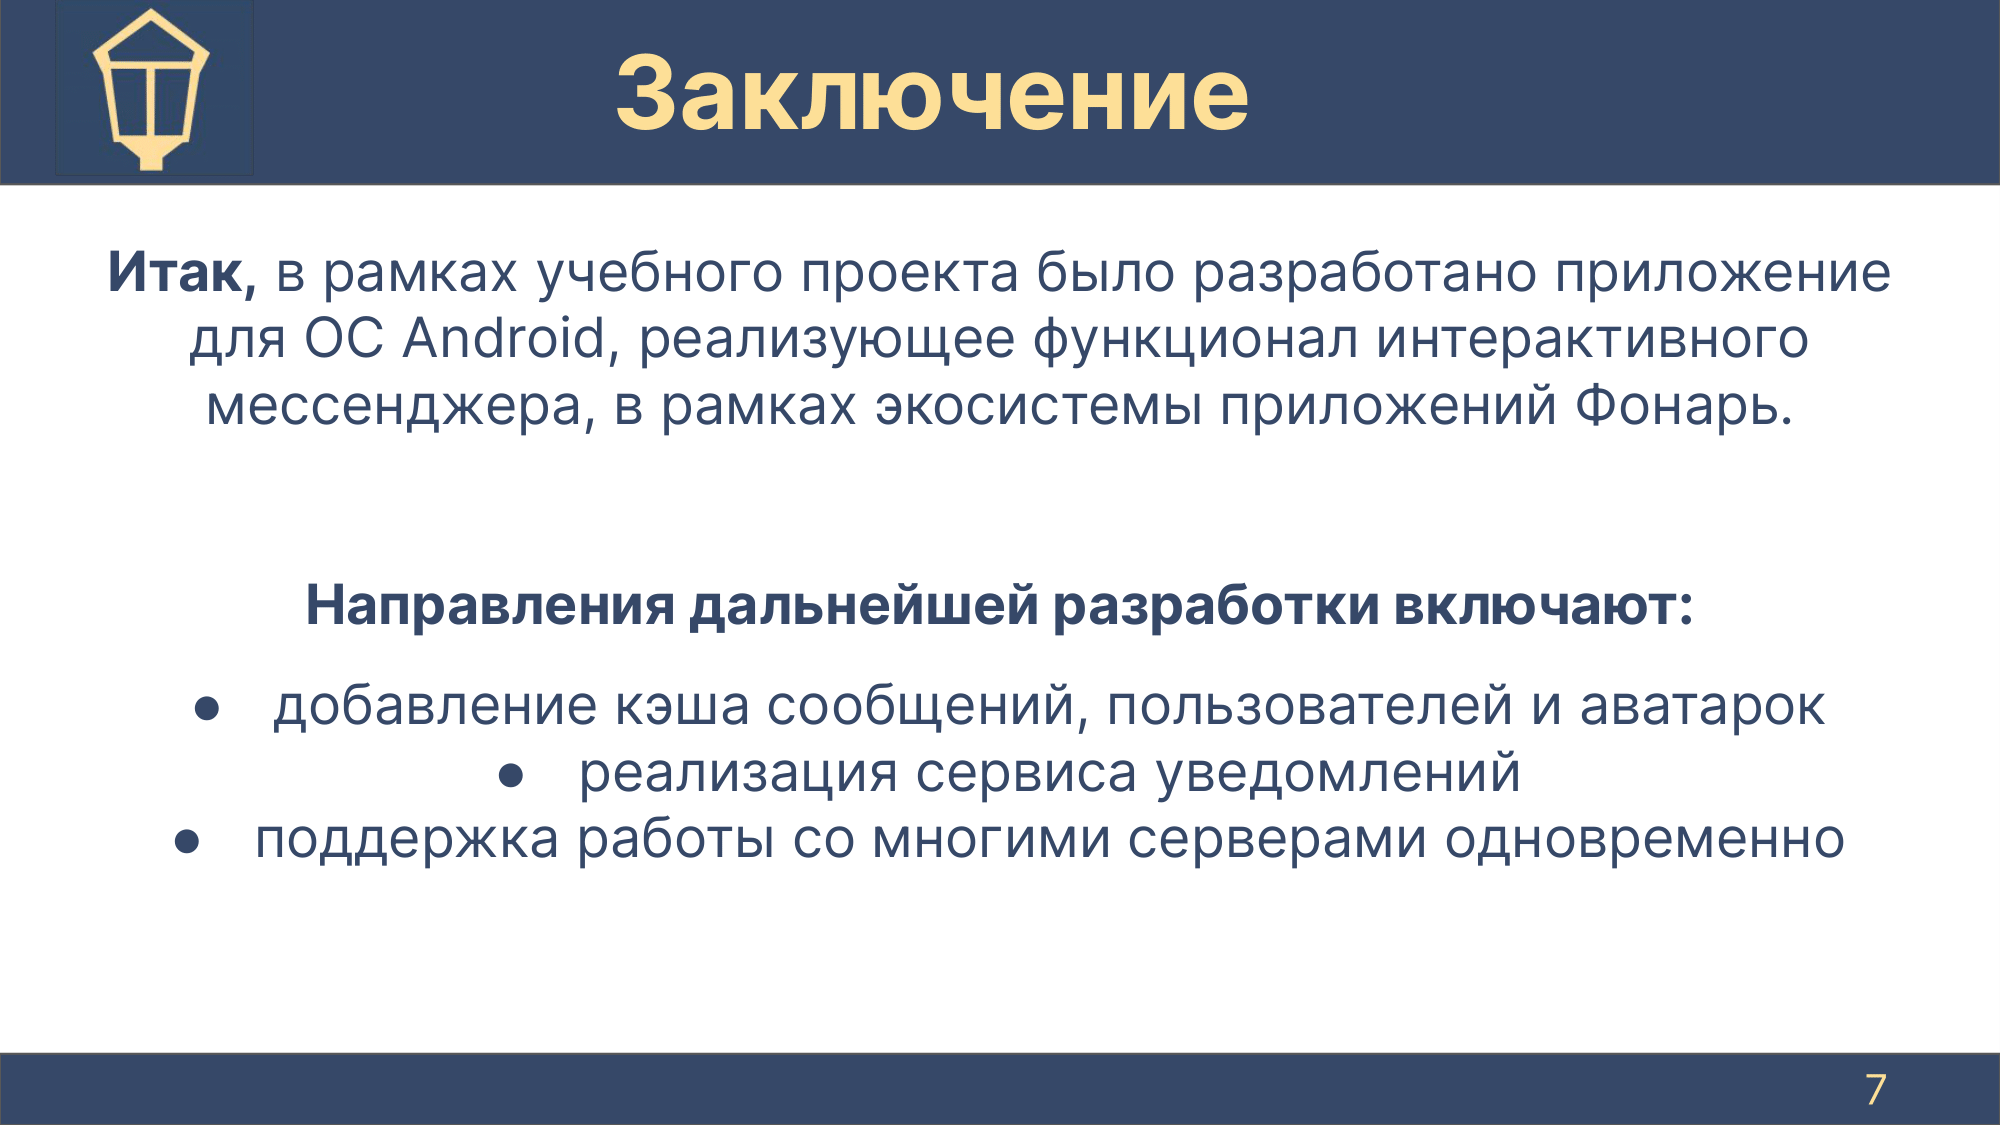 Заключение
Итак, в рамках учебного проекта было разработано приложение
для ОС Android, реализующее функционал интерактивного
мессенджера, в рамках экосистемы приложений Фонарь.
Направления дальнейшей разработки включают:
● добавление кэша сообщений, пользователей и аватарок
● реализация сервиса уведомлений
● поддержка работы со многими серверами одновременно
7